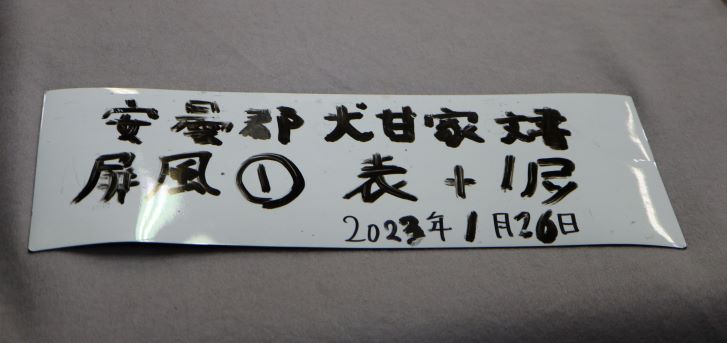 安曇郡犬甘家文書
屏風① 表+1尺
2023年1月26日